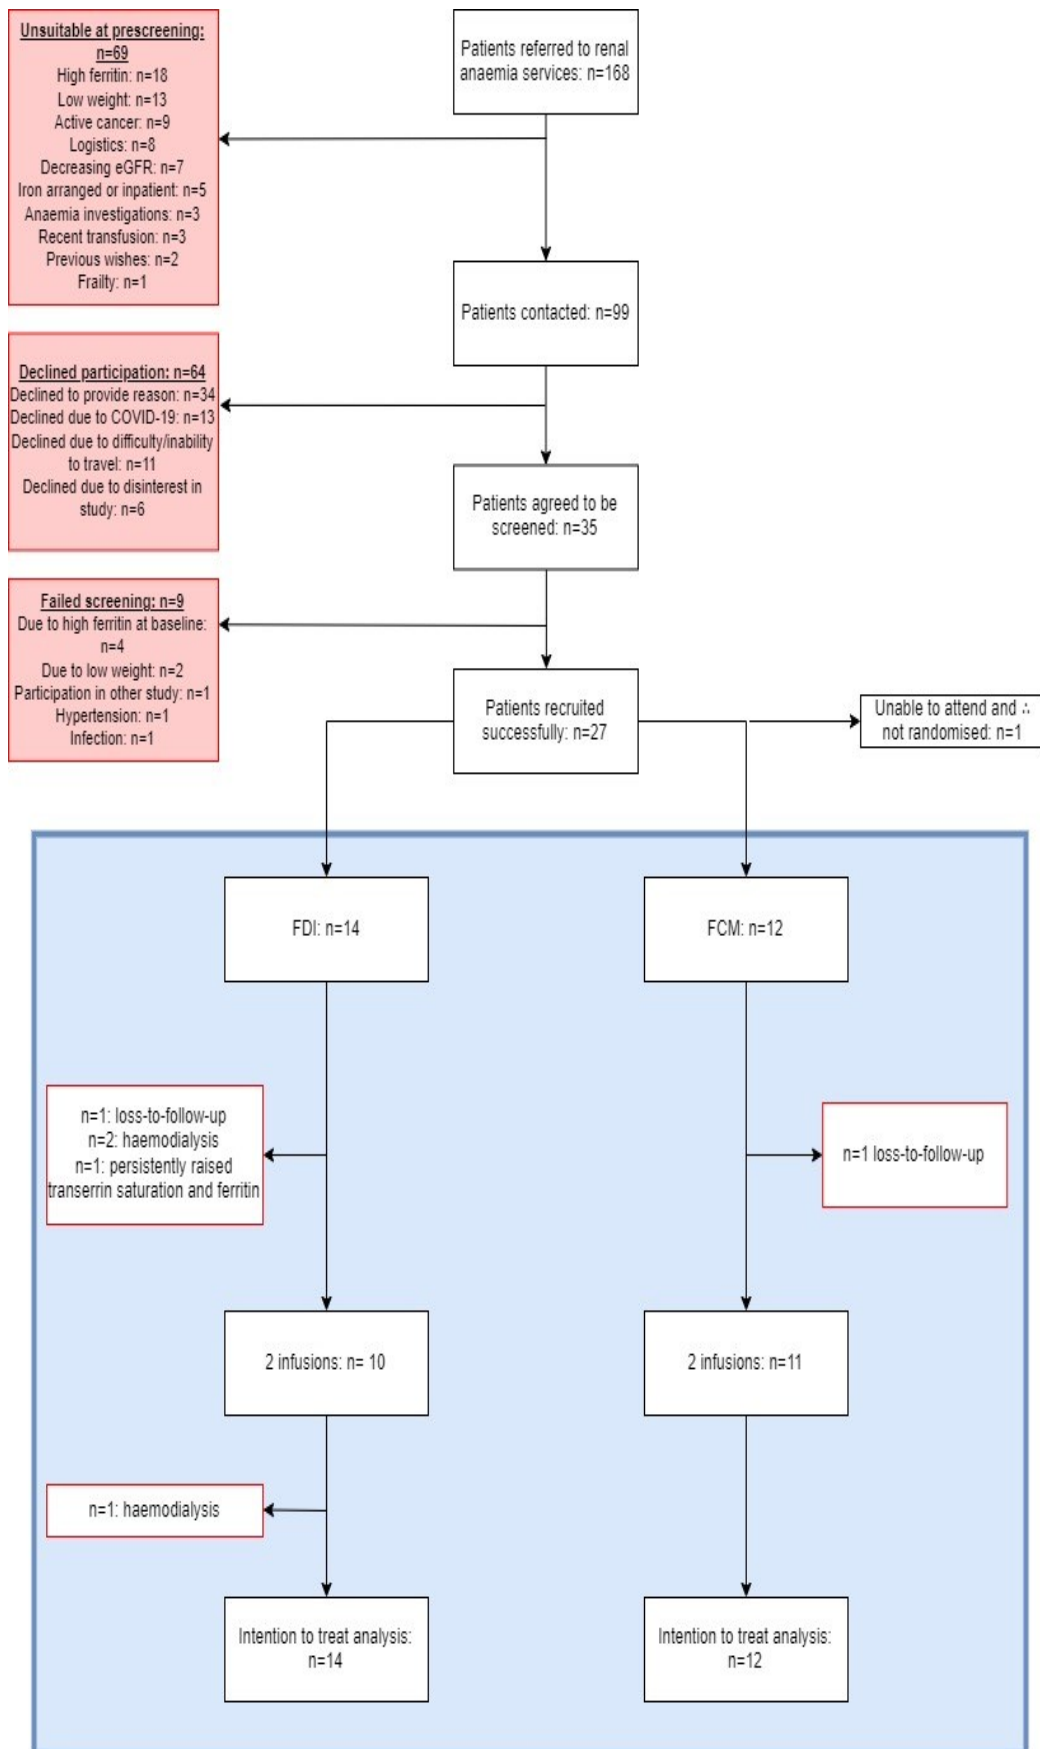 Unsuitable at prescreening:
n=69
High ferritin: n=18
Low weight: n=13
Active cancer: n=9
Logistics: n=8
Decreasing eGFR: n=7
Iron arranged or inpatient: n=5
Anaemia investigations: n=3
Recent transfusion: n=3
Previous wishes: n=2
Frailty: n=1
Patients referred to renal
anaemia services: n=168
Patients contacted: n=99
Declined participation: n=64
Declined to provide reason: n=34
Declined due to COVID-19: n=13
Declined due to difficulty/inability
to travel: n=11
Declined due to disinterest in
study: n=6
Patients agreed to be
screened: n=35
Failed screening: n=9
Due to high ferritin at baseline:
n=4
Due to low weight: n=2
Participation in other study: n=1
Hypertension: n=1
Infection: n=1
Patients recruited
successfully: n=27
Unable to attend and ∴
not randomised: n=1
FDI: n=14
FCM: n=12
n=1: loss-to-follow-up
n=2: haemodialysis
n=1: persistently raised
transerrin saturation and ferritin
n=1 loss-to-follow-up
2 infusions: n= 10
2 infusions: n=11
n=1: haemodialysis
Intention to treat analysis:
n=14
Intention to treat analysis:
n=12